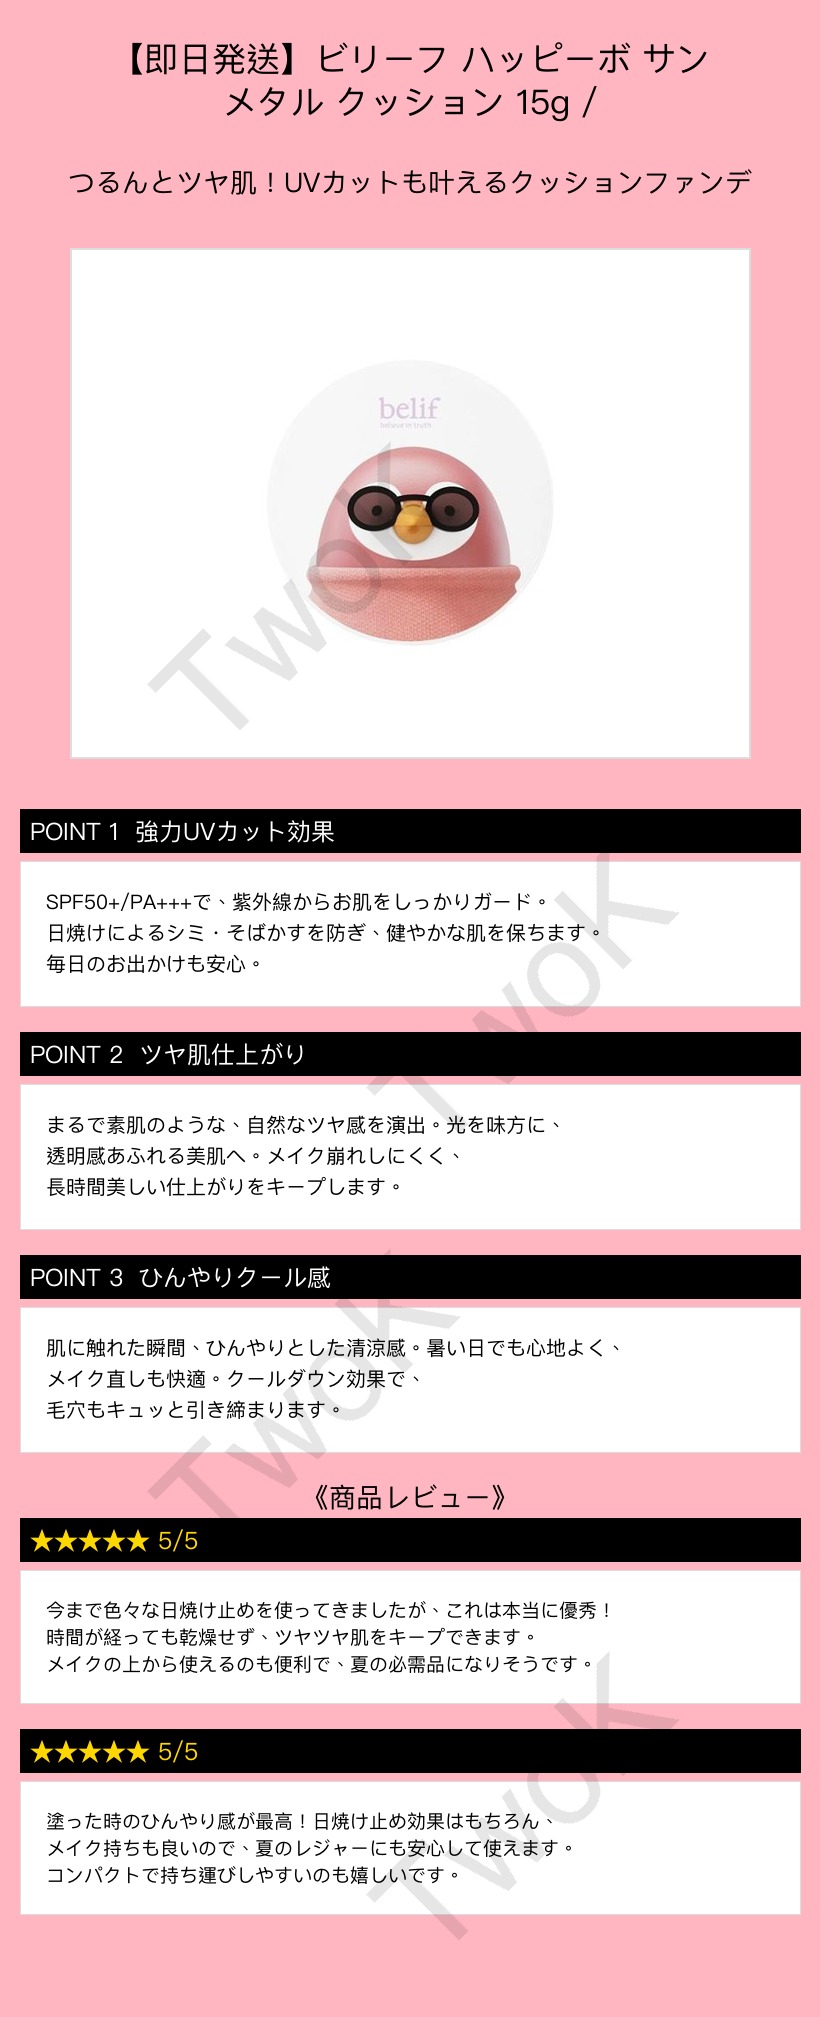 【即日発送】ビリーフ ハッピーボ サン
メタル クッション 15g /
つるんとツヤ肌！UVカットも叶えるクッションファンデ
belif
believe in truth
TwoK
POINT 1 強力UVカット効果
SPF50+/PA+++で、紫外線からお肌をしっかりガード。
日焼けによるシミ・そばかすを防ぎ、健やかな肌を保ちます。
毎日のお出かけも安心。
TwoK
POINT 2 ツヤ肌仕上がり
まるで素肌のような、自然なツヤ感を演出。光を味方に、
透明感あふれる美肌へ。メイク崩れしにくく、
長時間美しい仕上がりをキープします。
POINT 3 ひんやりクール感
肌に触れた瞬間、ひんやりとした清涼感。暑い日でも心地よく、
メイク直しも快適。クールダウン効果で、
毛穴もキュッと引き締まります。
TwoK
《商品レビュー》
★★★★★ 5/5
今まで色々な日焼け止めを使ってきましたが、これは本当に優秀！
時間が経っても乾燥せず、ツヤツヤ肌をキープできます。
メイクの上から使えるのも便利で、夏の必需品になりそうです。
★★★★★ 5/5
塗った時のひんやり感が最高！日焼け止め効果はもちろん、
メイク持ちも良いので、夏のレジャーにも安心して使えます。
コンパクトで持ち運びしやすいのも嬉しいです。
TwoK